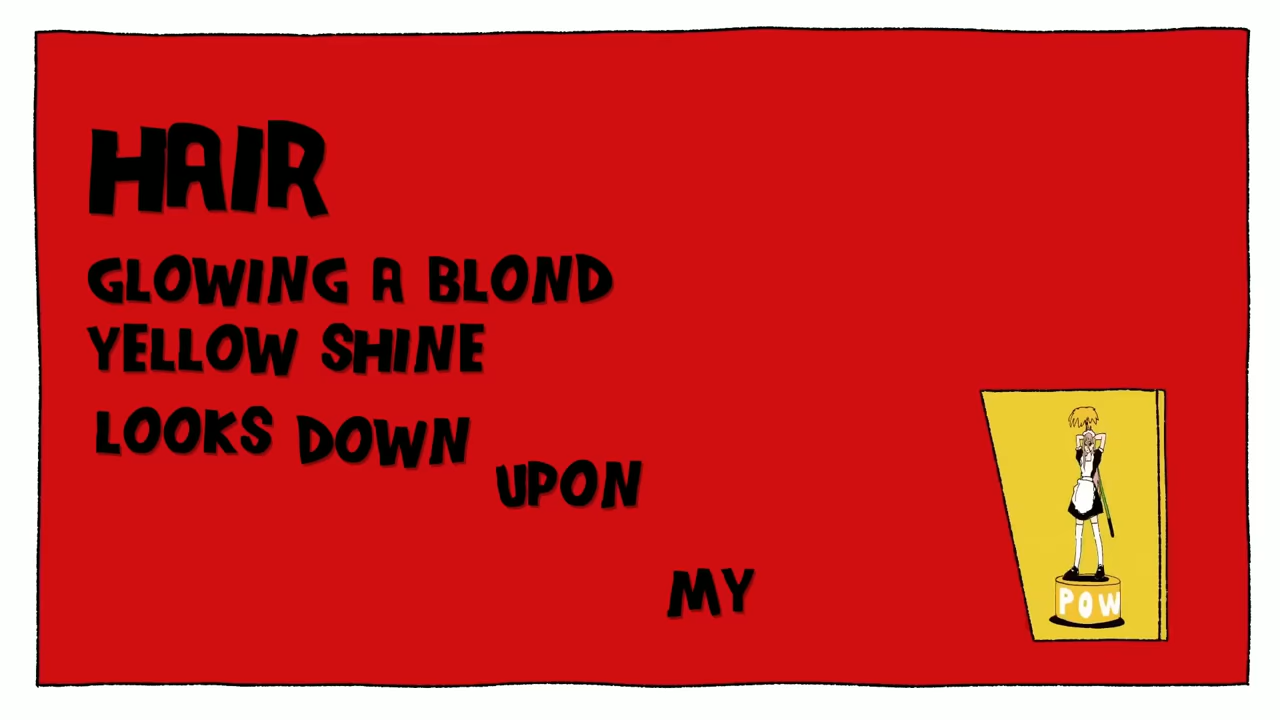 HAIR
GLOWING A BLOND
YELLOW SHINE
LOOKS DOWN
UPON
MY
POW